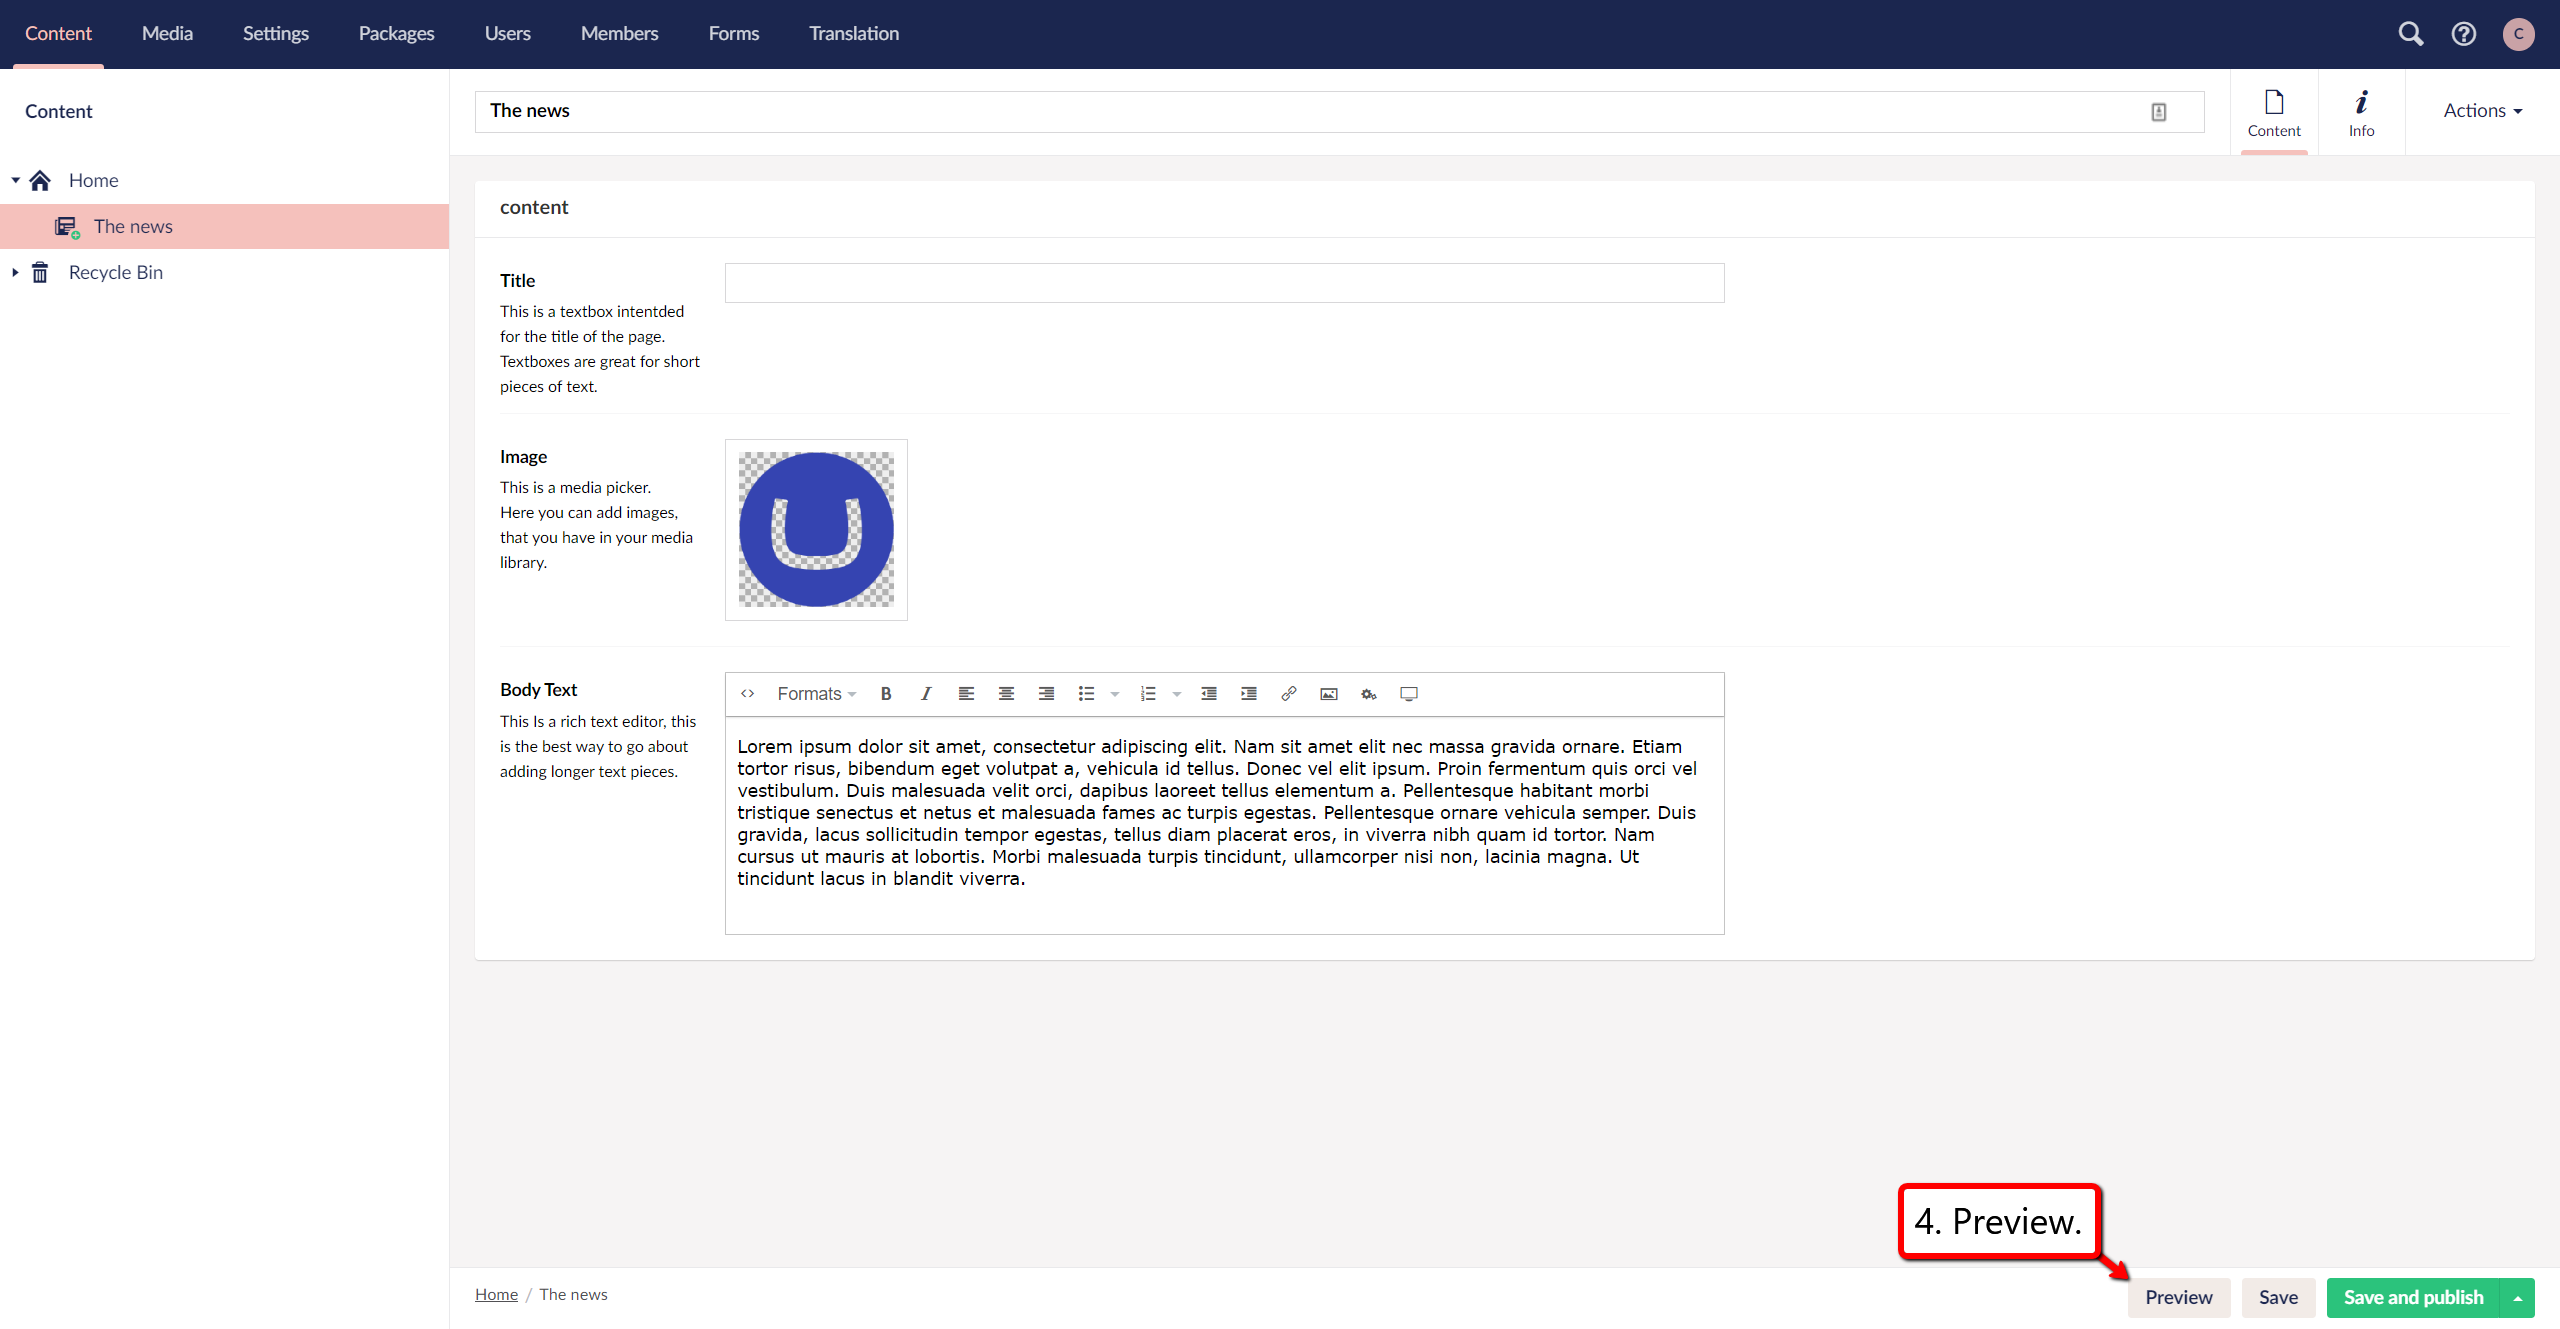 Content Media Settings Packages Users Members Forms Translation C
Content
Home
The news
Recycle Bin
The news
Content
Info
Actions
content
Title
This is a textbox intentded
for the title of the page.
Textboxes are great for short
pieces of text.
Image
This is a media picker.
Here you can add images,
that you have in your media
library.
Body Text
This Is a rich text editor, this
is the best way to go about
adding longer text pieces.
Formats B I
Lorem ipsum dolor sit amet, consectetur adipiscing elit. Nam sit amet elit nec massa gravida ornare. Etiam
tortor risus, bibendum eget volutpat a, vehicula id tellus. Donec vel elit ipsum. Proin fermentum quis orci vel
vestibulum. Duis malesuada velit orci, dapibus laoreet tellus elementum a. Pellentesque habitant morbi
tristique senectus et netus et malesuada fames ac turpis egestas. Pellentesque ornare vehicula semper. Duis
gravida, lacus sollicitudin tempor egestas, tellus diam placerat eros, in viverra nibh quam id tortor. Nam
cursus ut mauris at lobortis. Morbi malesuada turpis tincidunt, ullamcorper nisi non, lacinia magna. Ut
tincidunt lacus in blandit viverra.
4. Preview.
Home / The news
Preview Save Save and publish